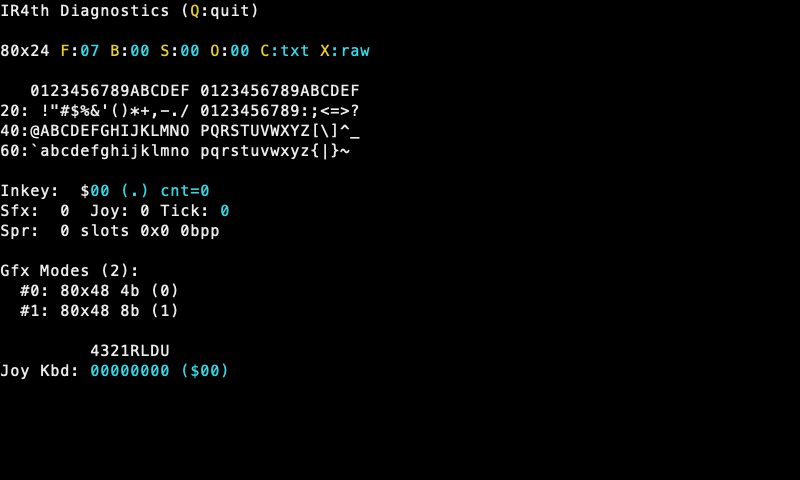 IR4th Diagnostics (Q:quit)
80x24 F:07 B:00 S:00 O:00 C:txt X:raw
0123456789ABCDEF 0123456789ABCDEF
20: !"#$%&'()*+,-./ 0123456789:;<=>?
40:@ABCDEFGHIJKLMNO PQRSTUVWXYZ[\]^_
60:`abcdefghijklmno pqrstuvwxyz{|}~
Inkey:  $00 (.) cnt=0
Sfx:  0  Joy: 0 Tick: 0
Spr:  0 slots 0x0 0bpp
Gfx Modes (2):
#0: 80x48 4b (0)
#1: 80x48 8b (1)
4321RLDU
Joy Kbd: 00000000 ($00)